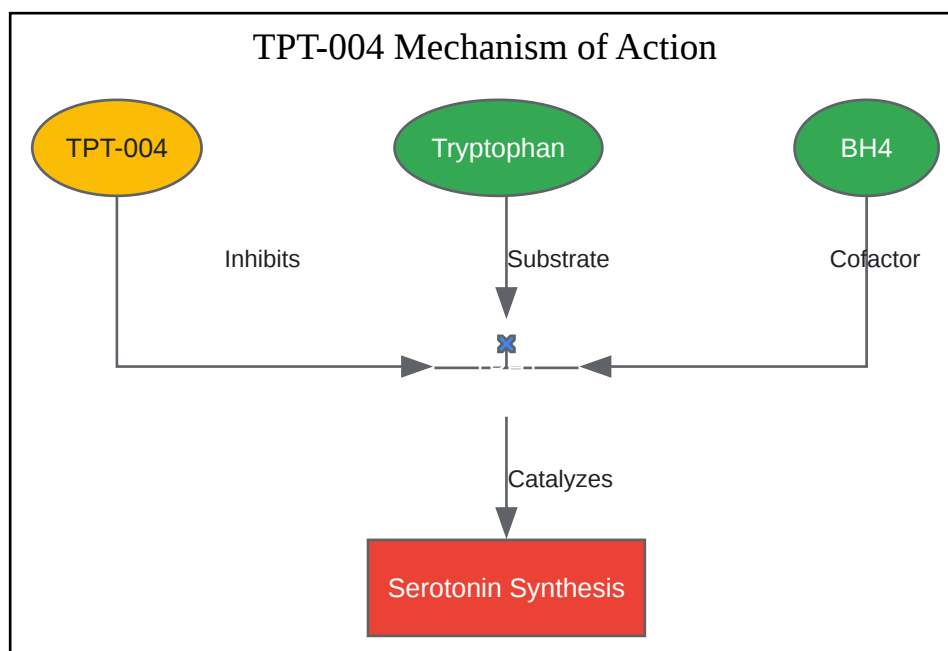 TPT-004 Mechanism of Action
TPT-004
Tryptophan
BH4
Inhibits
Substrate
Cofactor
Catalyzes
Serotonin Synthesis